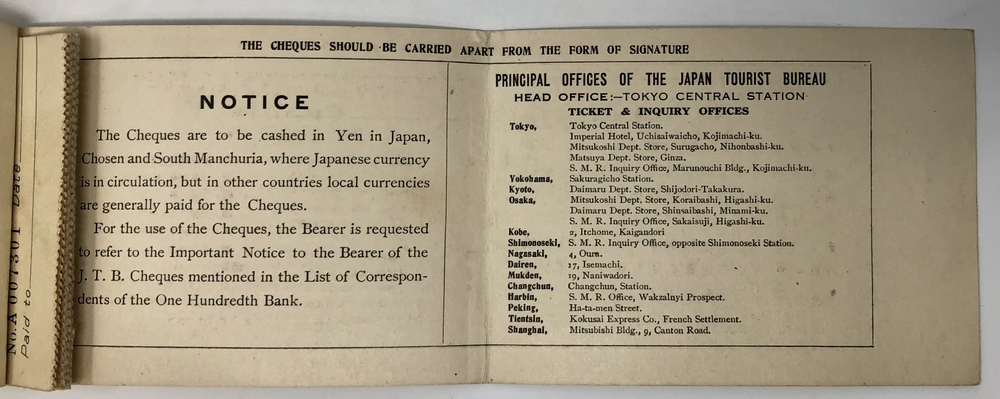 THE CHEQUES SHOULD BE CARRIED APART FROM THE FORM OF SIGNATURE
NOTICE
The Cheques are to be cashed in Yen in Japan,
Chosen and South Manchuria, where Japanese currency
is in circulation, but in other countries local currencies
are generally paid for the Cheques.
For the use of the Cheques, the Bearer is requested
to refer to the Important Notice to the Bearer of the
J. T. B. Cheques mentioned in the List of Correspon-
dents of the One Hundredth Bank.
No. A 007301 Date
Paid to
PRINCIPAL OFFICES OF THE JAPAN TOURIST BUREAU
HEAD OFFICE:—TOKYO CENTRAL STATION
TICKET & INQUIRY OFFICES
Tokyo, Tokyo Central Station.
Imperial Hotel, Uchisaiwaicho, Kojimachi-ku.
Mitsukoshi Dept. Store, Surugacho, Nihonbashi-ku.
Matsuya Dept. Store, Ginza.
S. M. R. Inquiry Office, Marunouchi Bldg., Kojimachi-ku.
Yokohama, Sakuragicho Station.
Kyoto, Daimaru Dept. Store, Shijodori-Takakura.
Osaka, Mitsukoshi Dept. Store, Koraibashi, Higashi-ku.
Daimaru Dept. Store, Shinsaibashi, Minami-ku.
S. M. R. Inquiry Office, Sakaisuji, Higashi-ku.
Kobe, 2, Itchome, Kaigandori
Shimonoseki, S. M. R. Inquiry Office, opposite Shimonoseki Station.
Nagasaki, 4, Oura.
Dairen, 17, Isemachi.
Mukden, 19, Naniwadori.
Changchun, Changchun, Station.
Harbin, S. M. R. Office, Wakzalnyi Prospect.
Peking, Ha-ta-men Street.
Tientsin, Kokusai Express Co., French Settlement.
Shanghai, Mitsubishi Bldg., 9, Canton Road.